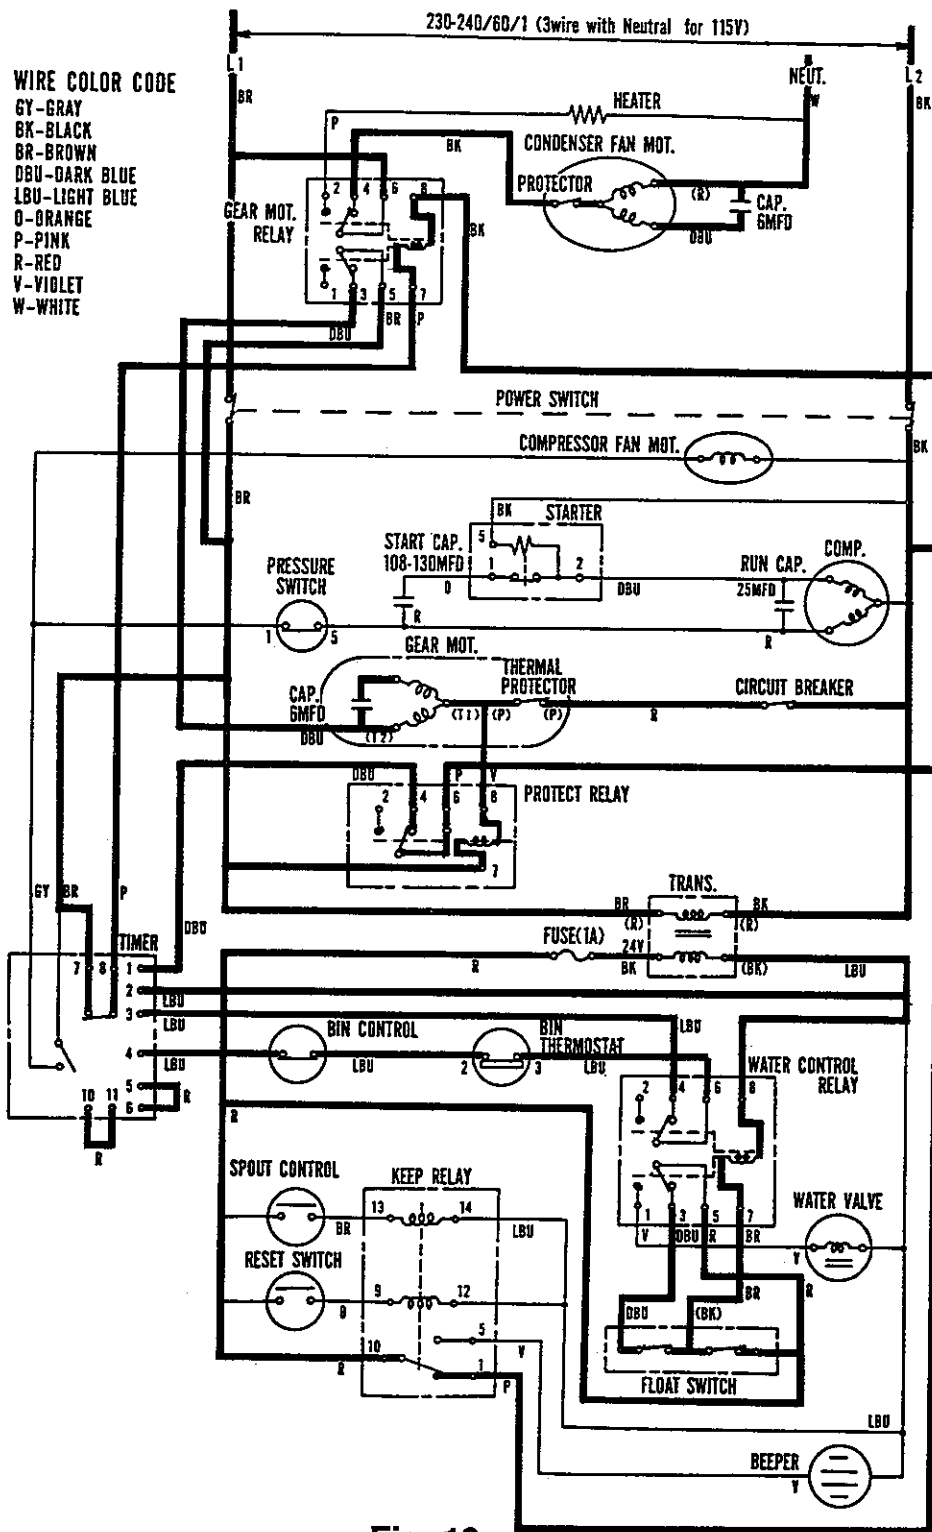 230-240/60/1 (3wire with Neutral for 115V)
L1
NEUT.
L2
WIRE COLOR CODE
GY-GRAY
BK-BLACK
BR-BROWN
DBU-DARK BLUE
LBU-LIGHT BLUE
O-ORANGE
P-PINK
R-RED
V-VIOLET
W-WHITE
BR
W
BK
P
HEATER
BK
CONDENSER FAN MOT.
PROTECTOR
(R)
CAP.
6MFD
DBU
GEAR MOT.
RELAY
2 4 6 8
BK
1 3 5 7
DBU
BR P
POWER SWITCH
COMPRESSOR FAN MOT.
BK
BR
BK
STARTER
5
START CAP.
108-130MFD
1 2
O
DBU
RUN CAP.
25MFD
COMP.
PRESSURE
SWITCH
R
R
1 5
GEAR MOT.
THERMAL
PROTECTOR
CIRCUIT BREAKER
CAP.
6MFD
DBU
(T2)
(T1) (P) (P)
R
DBU
P V
2 4 6 8
PROTECT RELAY
7
GY BR P
DBU
TRANS.
BR
(R)
BK
(R)
FUSE(1A)
24V
R
BK
(BK)
LBU
TIMER
7 8 1
2
LBU
3
LBU
4
LBU
5
6
R
10 11
R
BIN CONTROL
LBU
BIN
THERMOSTAT
2 3
LBU
LBU
WATER CONTROL
RELAY
2 4 6 8
R
1 3 5 7
V DBU R BR
WATER VALVE
V
SPOUT CONTROL
KEEP RELAY
13 14
BR
LBU
RESET SWITCH
9 12
5
V
10
R
1
P
DBU
(BK)
BR
R
FLOAT SWITCH
LBU
BEEPER
V